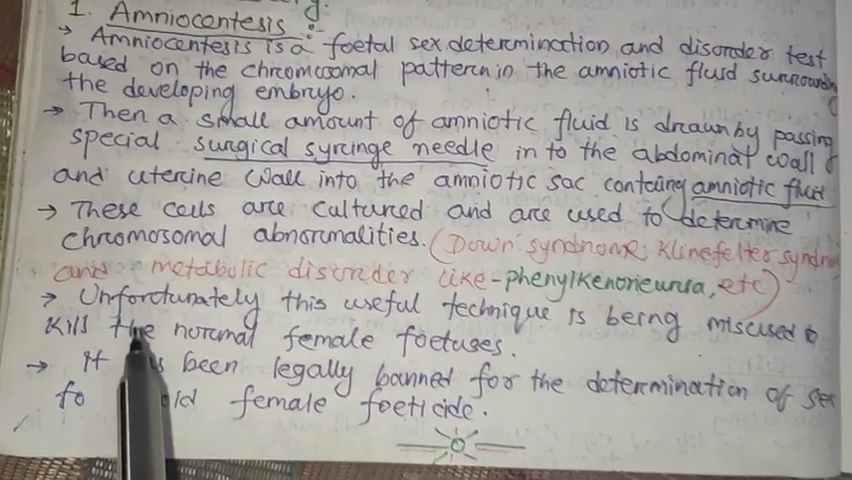 1. Amniocentesis :
→ Amniocentesis is a foetal sex determination and disorder test
based on the chromosomal pattern in the amniotic fluid surrounding
the developing embryo.
→ Then a small amount of amniotic fluid is drawn by passing
special surgical syringe needle in to the abdominal wall &
and uterine wall into the amniotic sac containg amniotic fluit
→ These cells are cultured and are used to determine
chromosomal abnormalities. (Down syndrome, Klinefelter syndro
and metabolic disorder like - phenylkenorieunia, etc)
→ Unfortunately this useful technique is being misused to
kill the normal female foetuses.
→ It been legally banned for the determination of sex
to female foeticide.